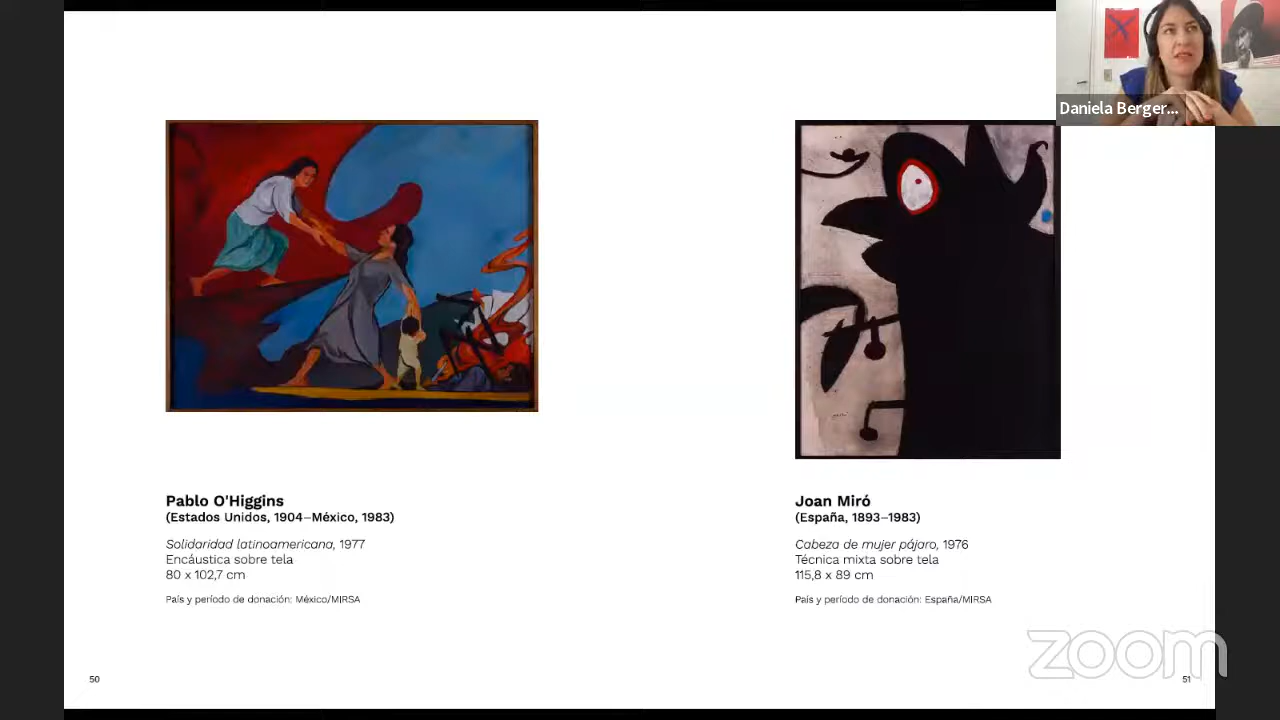 Daniela Berger...
Pablo O'Higgins
(Estados Unidos, 1904–México, 1983)
Solidaridad latinoamericana, 1977
Encáustica sobre tela
80 x 102,7 cm
País y período de donación: México/MIRSA
50
Joan Miró
(España, 1893–1983)
Cabeza de mujer pájaro, 1976
Técnica mixta sobre tela
115,8 x 89 cm
País y período de donación: España/MIRSA
zoom
51